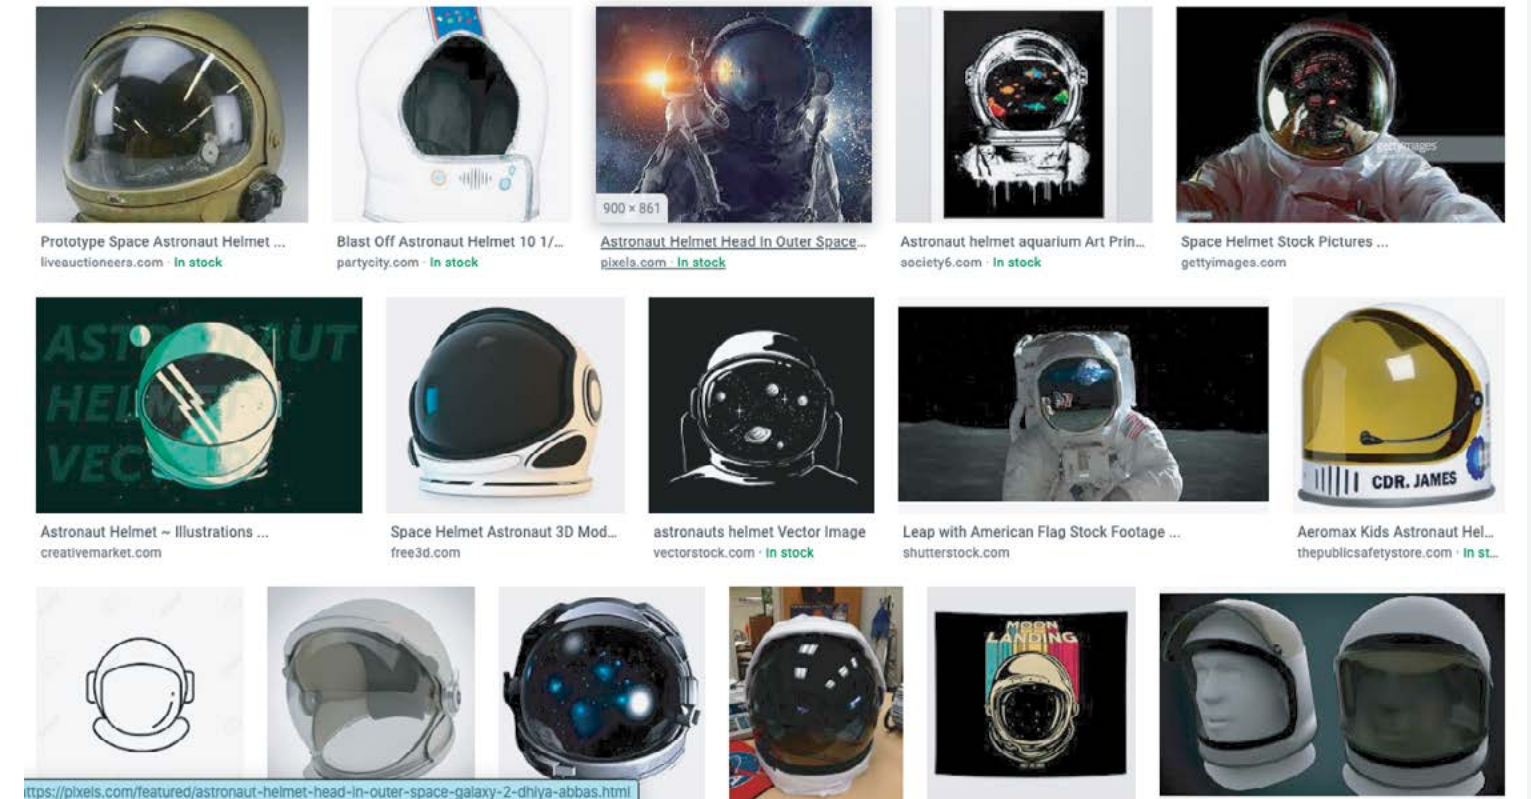 900 × 861
gettyimages
Prototype Space Astronaut Helmet ...
liveauctioneers.com · In stock
Blast Off Astronaut Helmet 10 1/...
partycity.com · In stock
Astronaut Helmet Head In Outer Space...
pixels.com · In stock
Astronaut helmet aquarium Art Prin...
society6.com · In stock
Space Helmet Stock Pictures ...
gettyimages.com
ASTRONAUT
HELMET
VECTOR
CDR. JAMES
Astronaut Helmet ~ Illustrations ...
creativemarket.com
Space Helmet Astronaut 3D Mod...
free3d.com
astronauts helmet Vector Image
vectorstock.com · In stock
Leap with American Flag Stock Footage ...
shutterstock.com
Aeromax Kids Astronaut Hel...
thepublicsafetystore.com · In st...
MOON
LANDING
ttps://pixels.com/featured/astronaut-helmet-head-in-outer-space-galaxy-2-dhiya-abbas.html